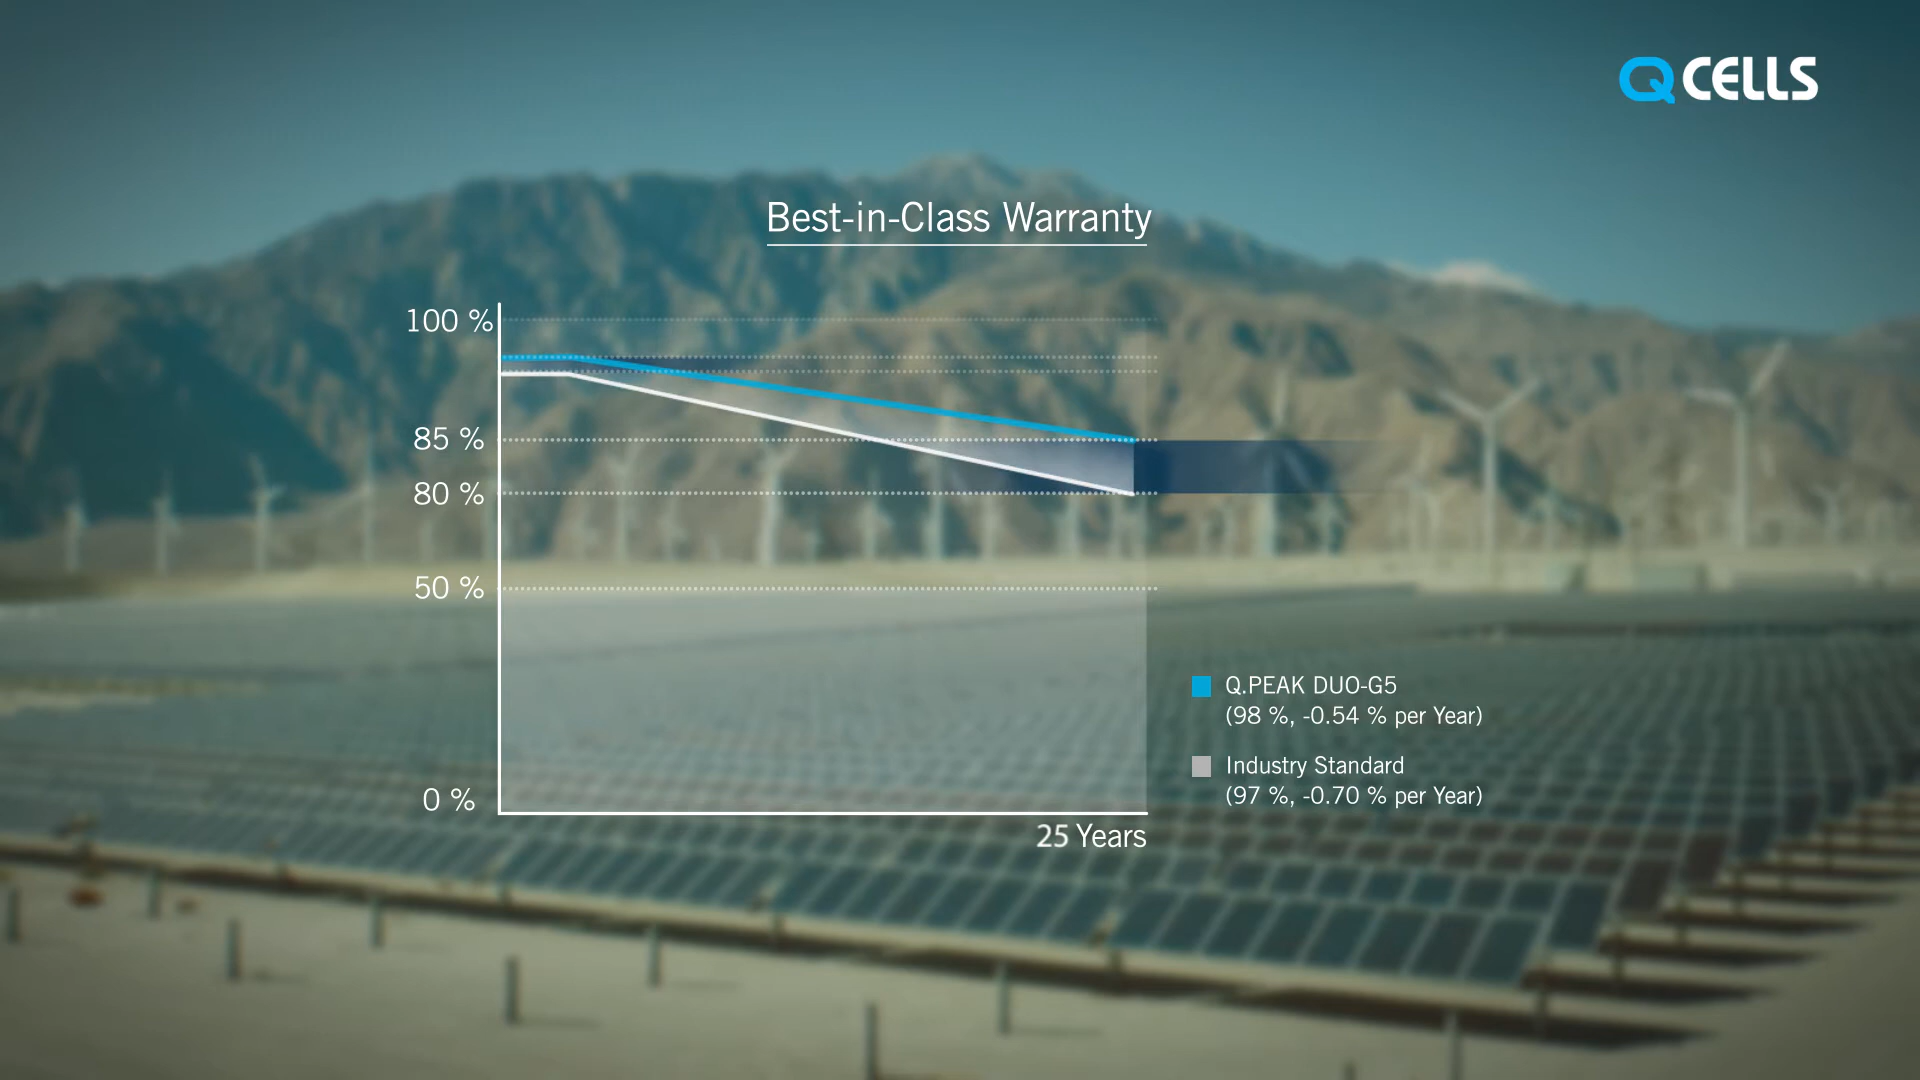 Q CELLS
Best-in-Class Warranty
100 %
85 %
80 %
50 %
0 %
25 Years
Q.PEAK DUO-G5
(98 %, -0.54 % per Year)
Industry Standard
(97 %, -0.70 % per Year)